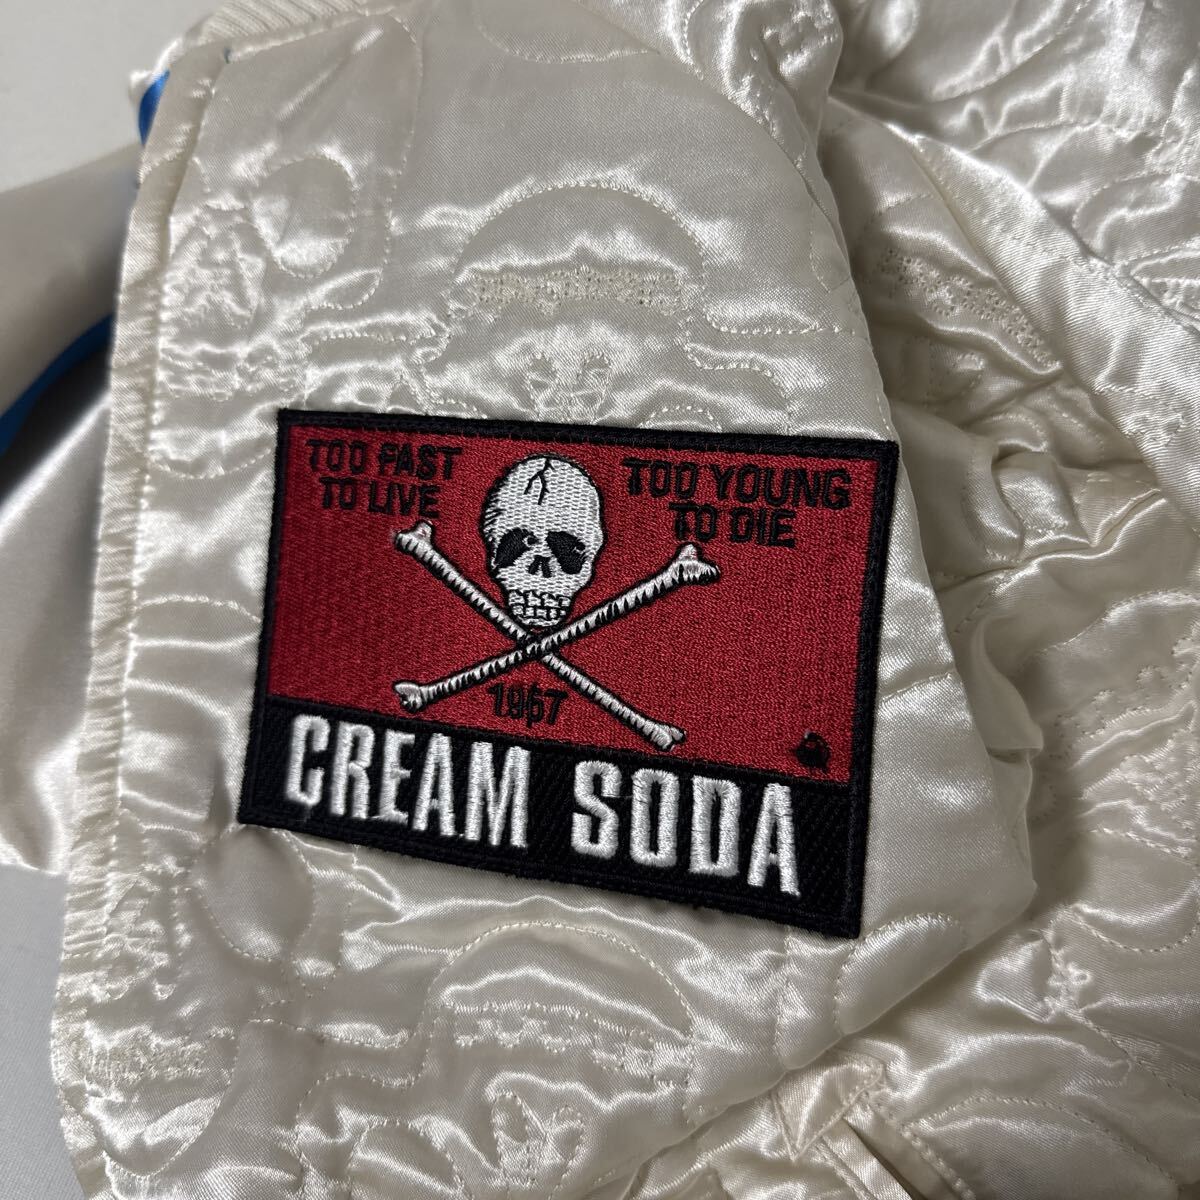 TOO FAST
TO LIVE
TOO YOUNG
TO DIE
1967
CREAM SODA